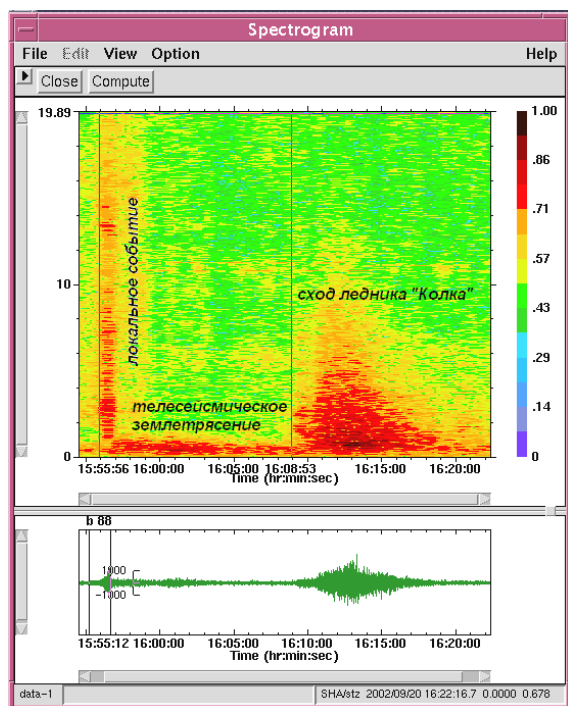 Spectrogram
File Edit View Option Help
Close Compute
19.89
10
0
локальное событие
сход ледника "Колка"
телесейсмическое
землетрясение
1.00
.86
.71
.57
.43
.29
.14
0
15:55:56 16:00:00 16:05:00 16:08:53 16:15:00 16:20:00
Time (hr:min:sec)
b 88
1000
-1000
15:55:12 16:00:00 16:05:00 16:10:00 16:15:00 16:20:00
Time (hr:min:sec)
data-1 SHA/stz 2002/09/20 16:22:16.7 0.0000 0.678